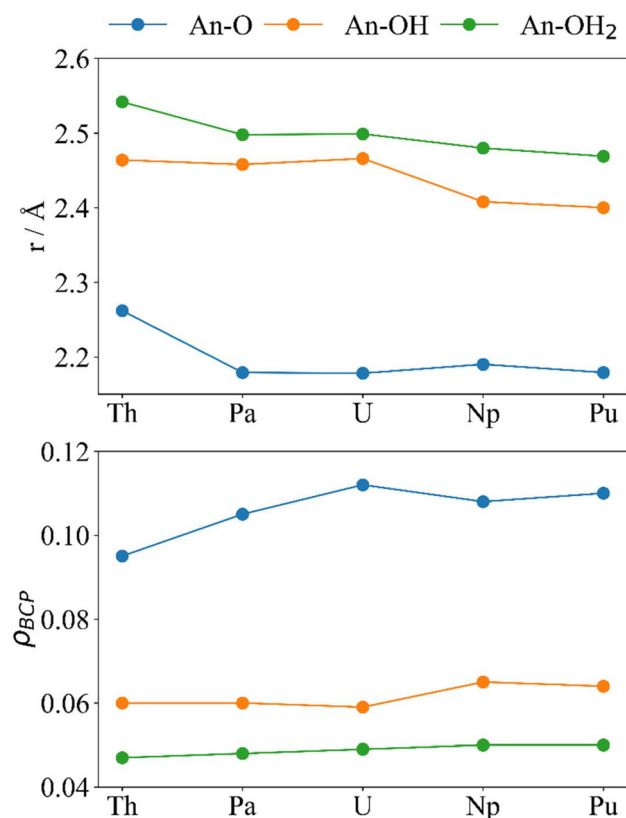 An-O An-OH An-OH₂
2.6
2.5
2.4
2.3
2.2
r / Å
Th Pa U Np Pu
0.12
0.10
0.08
0.06
0.04
ρBCP
Th Pa U Np Pu